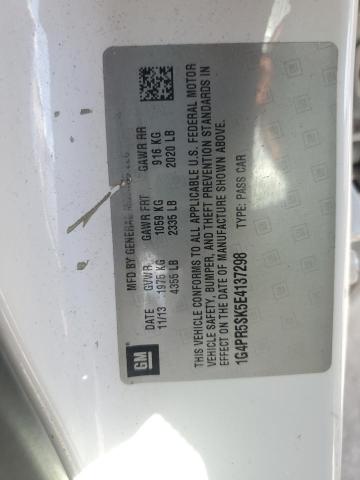 MFD BY GENERAL MOTORS LLC
DATE GVWR GAWR FRT GAWR RR
11/13 1975 KG 1059 KG 916 KG
4355 LB 2335 LB 2020 LB
THIS VEHICLE CONFORMS TO ALL APPLICABLE U.S. FEDERAL MOTOR
VEHICLE SAFETY, BUMPER, AND THEFT PREVENTION STANDARDS IN
EFFECT ON THE DATE OF MANUFACTURE SHOWN ABOVE.
1G4PR5SK5E4137298 TYPE: PASS CAR
GM